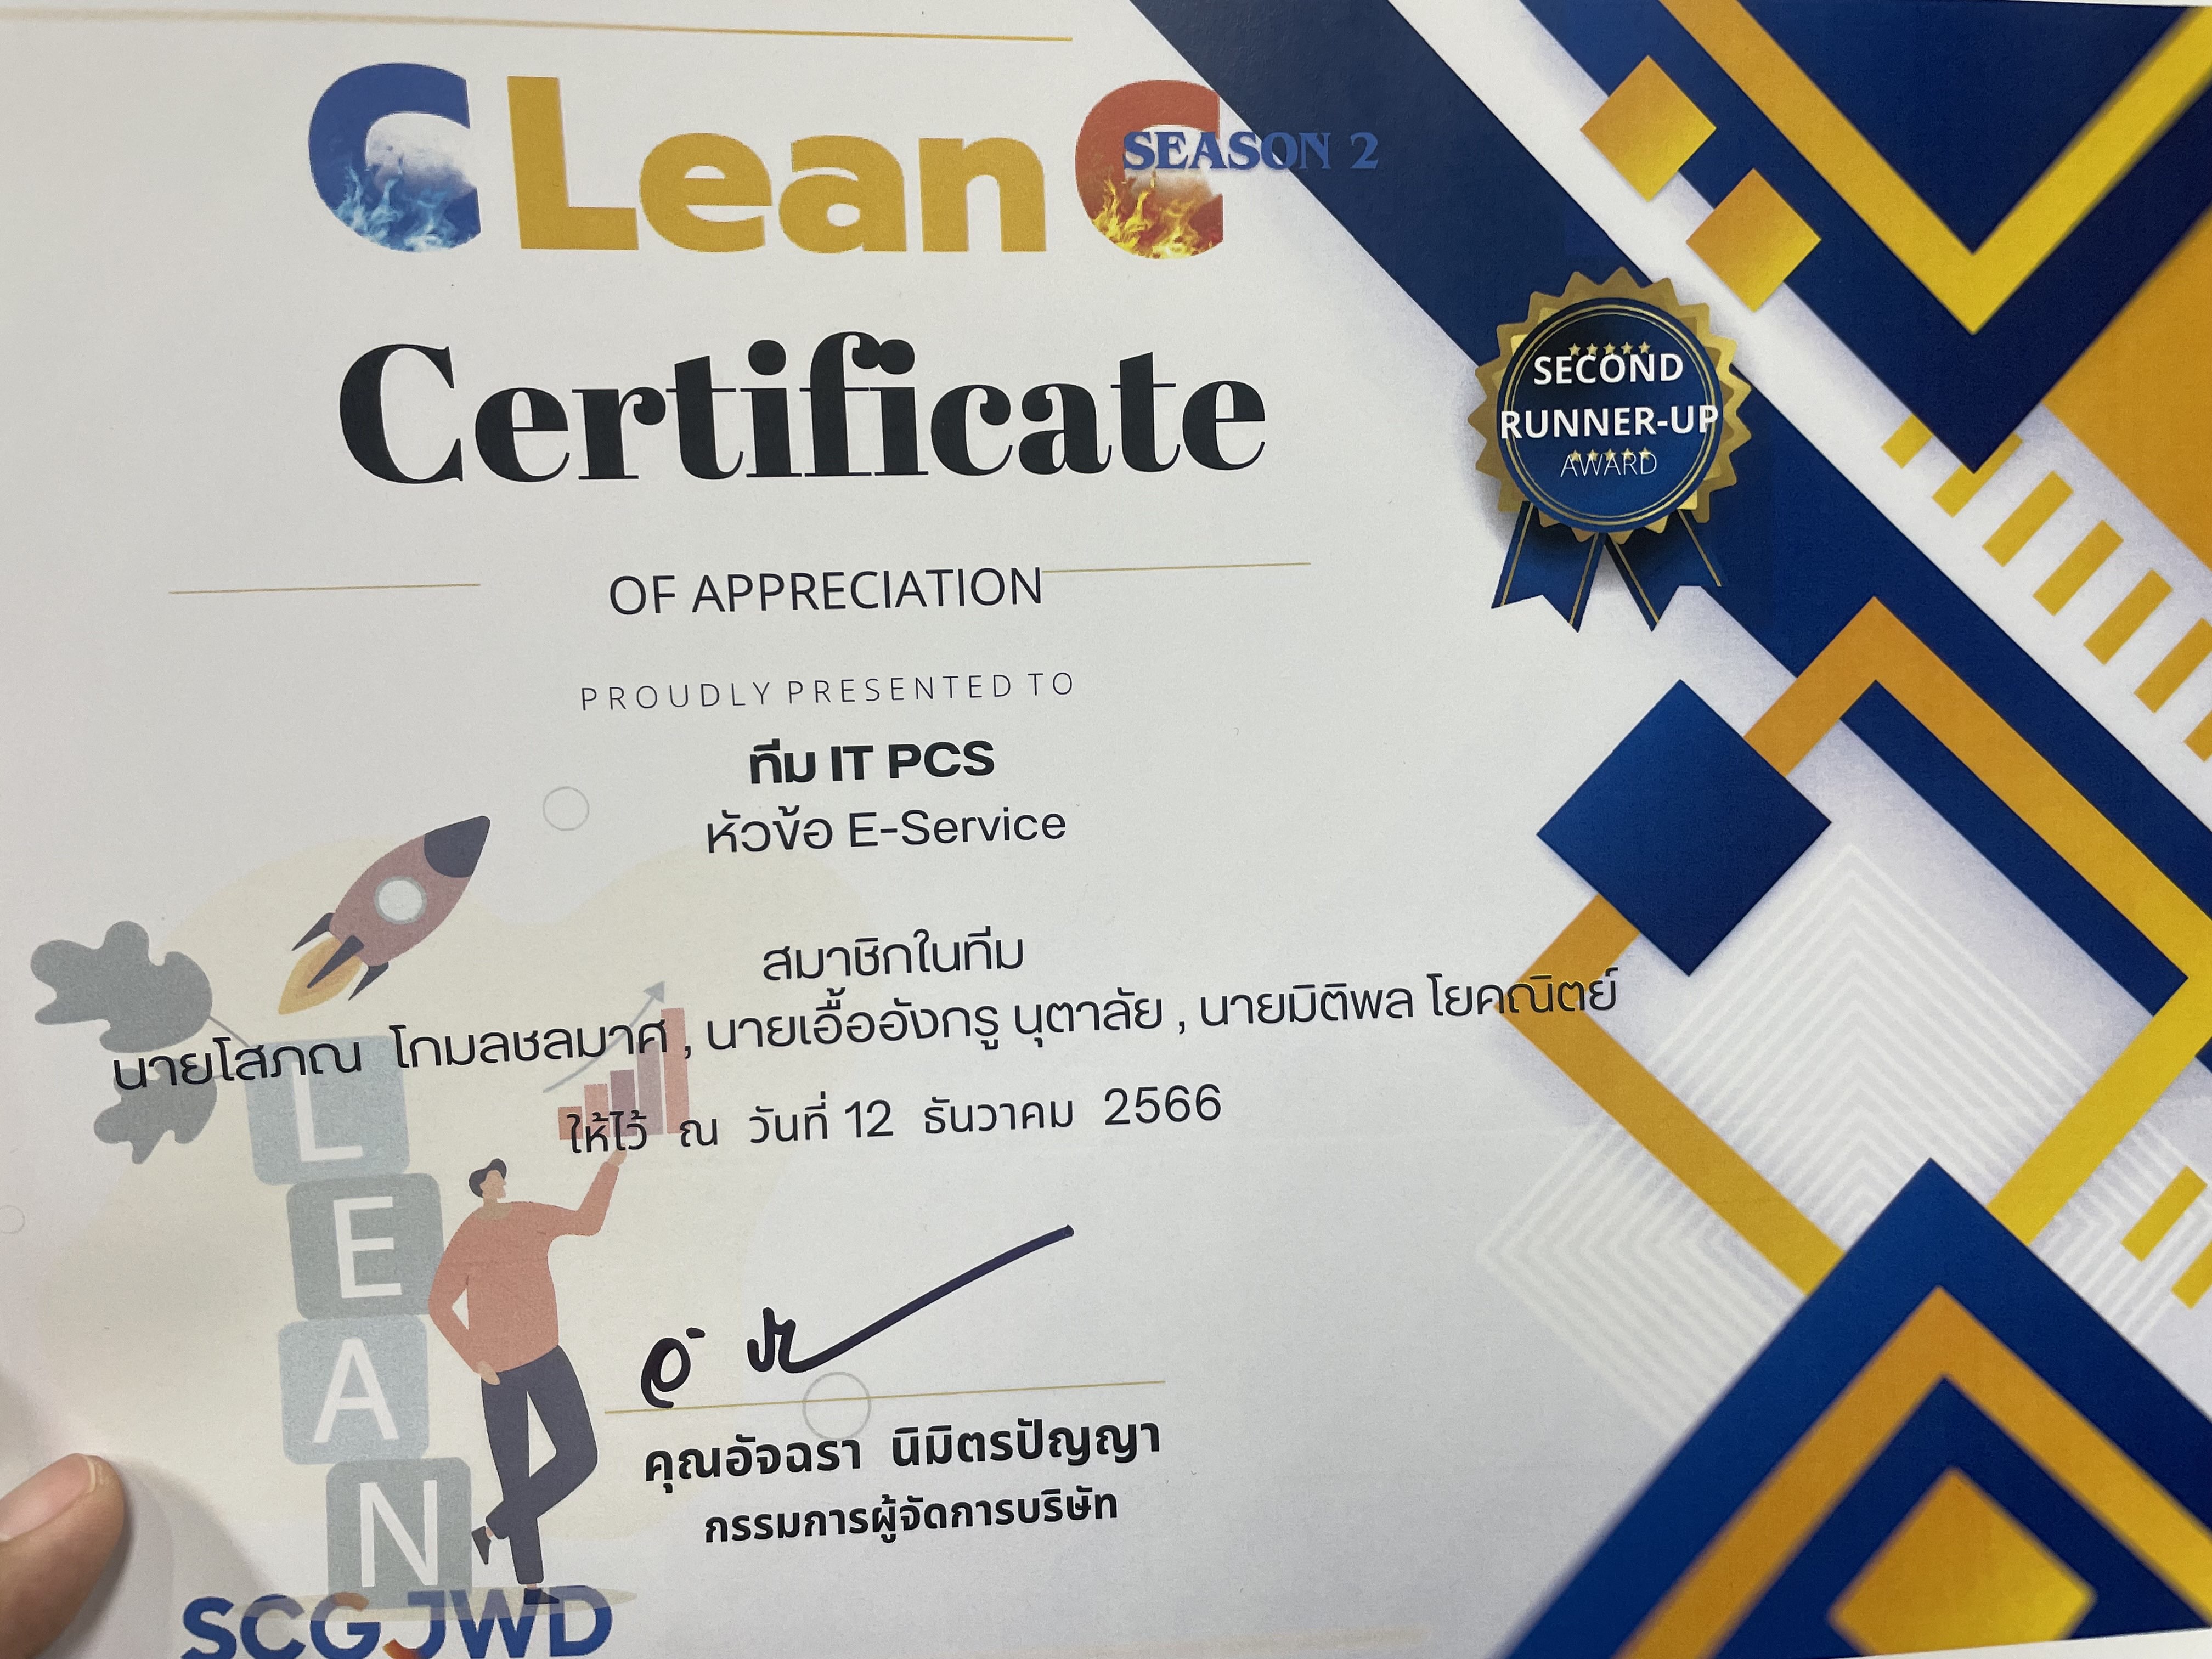 CLean C
SEASON 2
Certificate
SECOND
RUNNER-UP
AWARD
OF APPRECIATION
PROUDLY PRESENTED TO
ทีม IT PCS
หัวข้อ E-Service
สมาชิกในทีม
นายโสภณ โกมลชลมาศ , นายเอื้ออังกรู นุตาลัย , นายมิติพล โยคณิตย์
ให้ไว้ ณ วันที่ 12 ธันวาคม 2566
L
E
A
N
คุณอัจฉรา นิมิตรปัญญา
กรรมการผู้จัดการบริษัท
SCGJWD